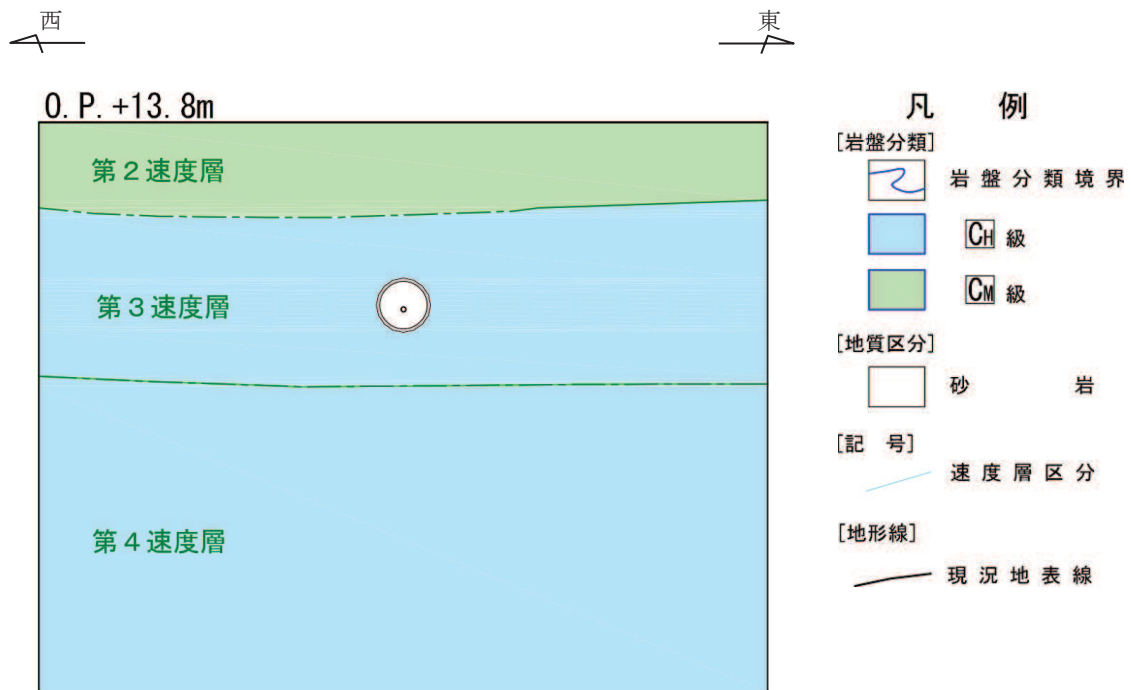 西
東
O.P.+13.8m
第2速度層
第3速度層
第4速度層
凡 例
[岩盤分類]
岩盤分類境界
CH 級
CM 級
[地質区分]
砂 岩
[記 号]
速度層区分
[地形線]
現況地表線